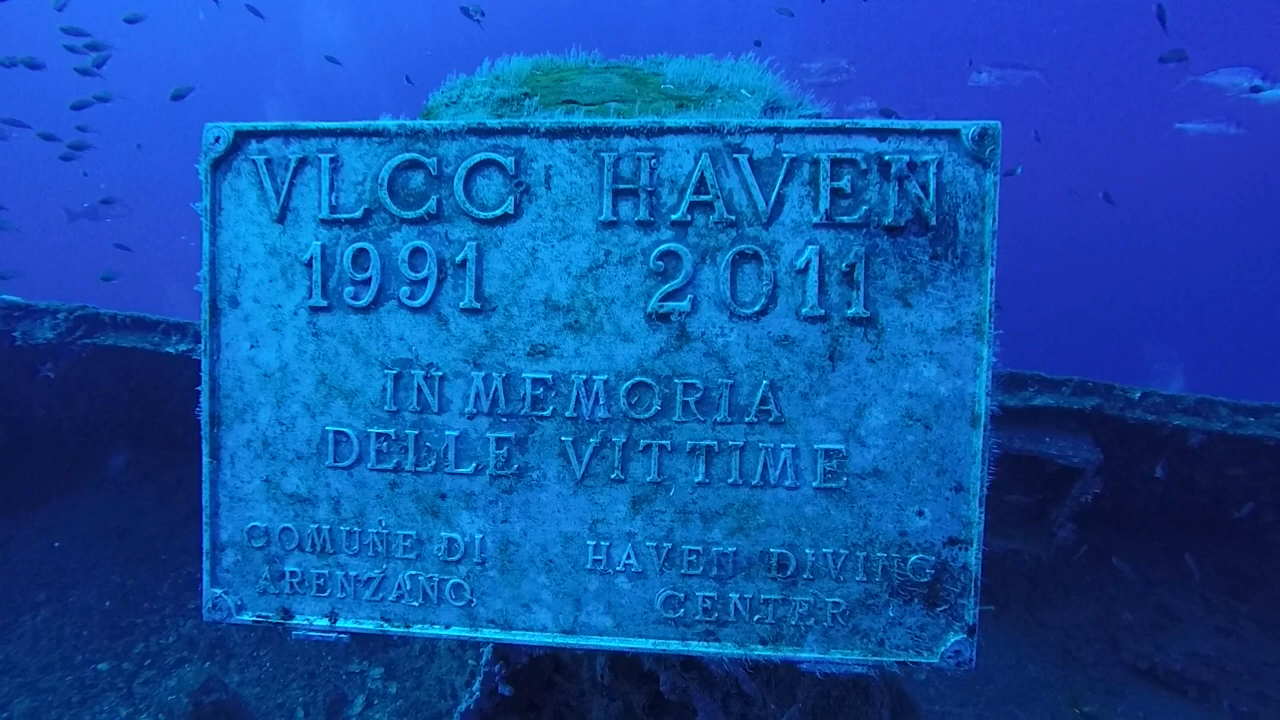 VLCC HAVEN
1991 2011
IN MEMORIA
DELLE VITTIME
COMUNE DI
ARENZANO
HAVEN DIVING
CENTER